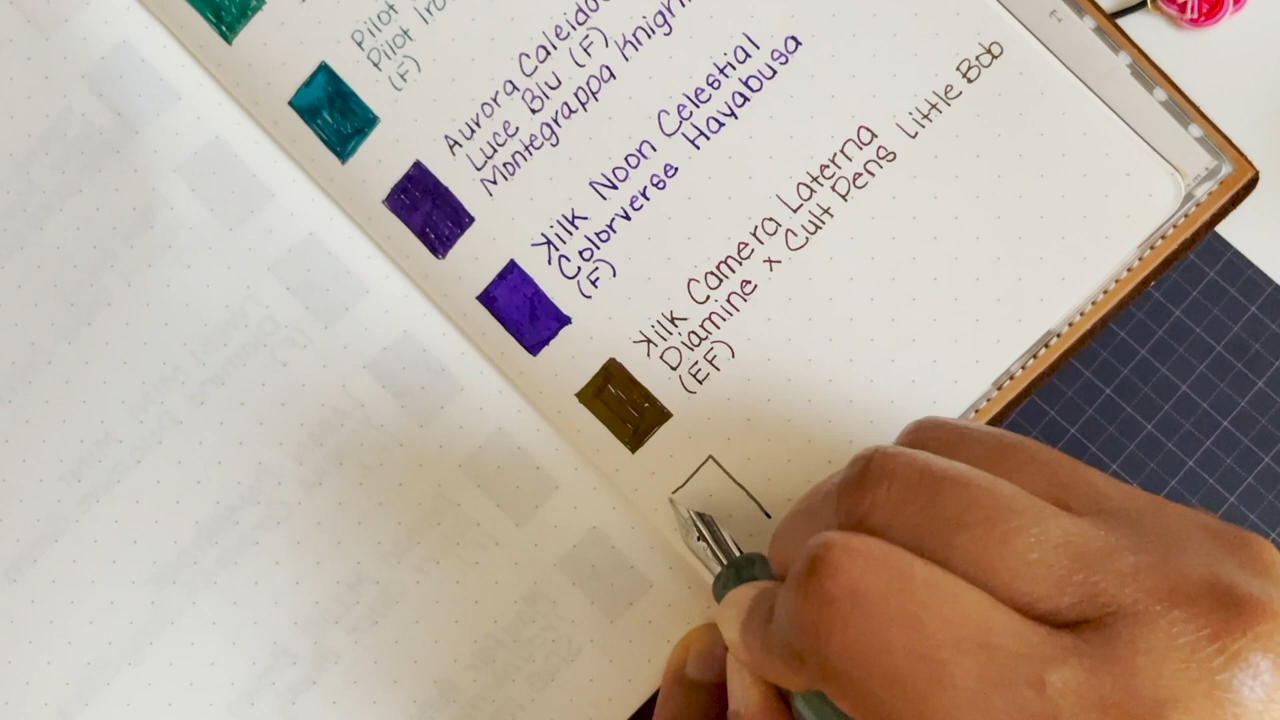 Pilot
Pilot Iro
(F)
Aurora Caleido
Luce Blu (F)
Montegrappa Knigh
Kilk Noon Celestial
Colorverse Hayabusa
(F)
Kilk Camera Laterna
Diamine x Cult Pens Little Bob
(EF)